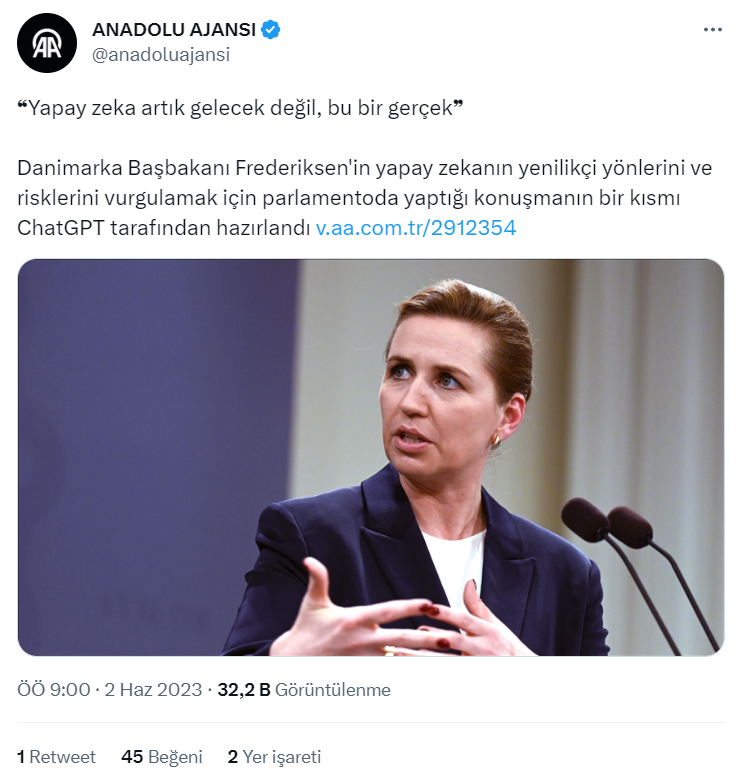 ANADOLU AJANSI
@anadoluajansi
❝Yapay zeka artık gelecek değil, bu bir gerçek❞
Danimarka Başbakanı Frederiksen'in yapay zekanın yenilikçi yönlerini ve
risklerini vurgulamak için parlamentoda yaptığı konuşmanın bir kısmı
ChatGPT tarafından hazırlandı v.aa.com.tr/2912354
ÖÖ 9:00 · 2 Haz 2023 · 32,2 B Görüntülenme
1 Retweet 45 Beğeni 2 Yer işareti